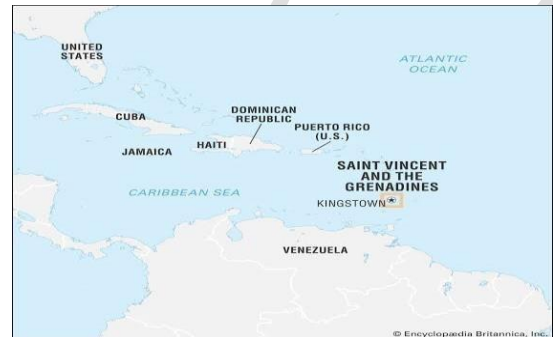 UNITED
STATES
ATLANTIC
OCEAN
CUBA
DOMINICAN
REPUBLIC
PUERTO RICO
(U.S.)
JAMAICA
HAITI
SAINT VINCENT
AND THE
GRENADINES
CARIBBEAN SEA
KINGSTOWN
VENEZUELA
© Encyclopædia Britannica, Inc.